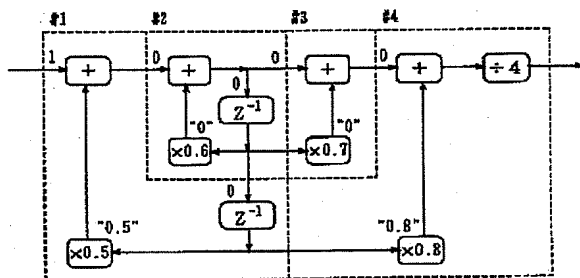 #1 #2 #3 #4
1 + 0 + 0 + 0 + ÷4
0
Z⁻¹
"0" "0"
×0.6 ×0.7
0
Z⁻¹
"0.5" "0.8"
×0.5 ×0.8